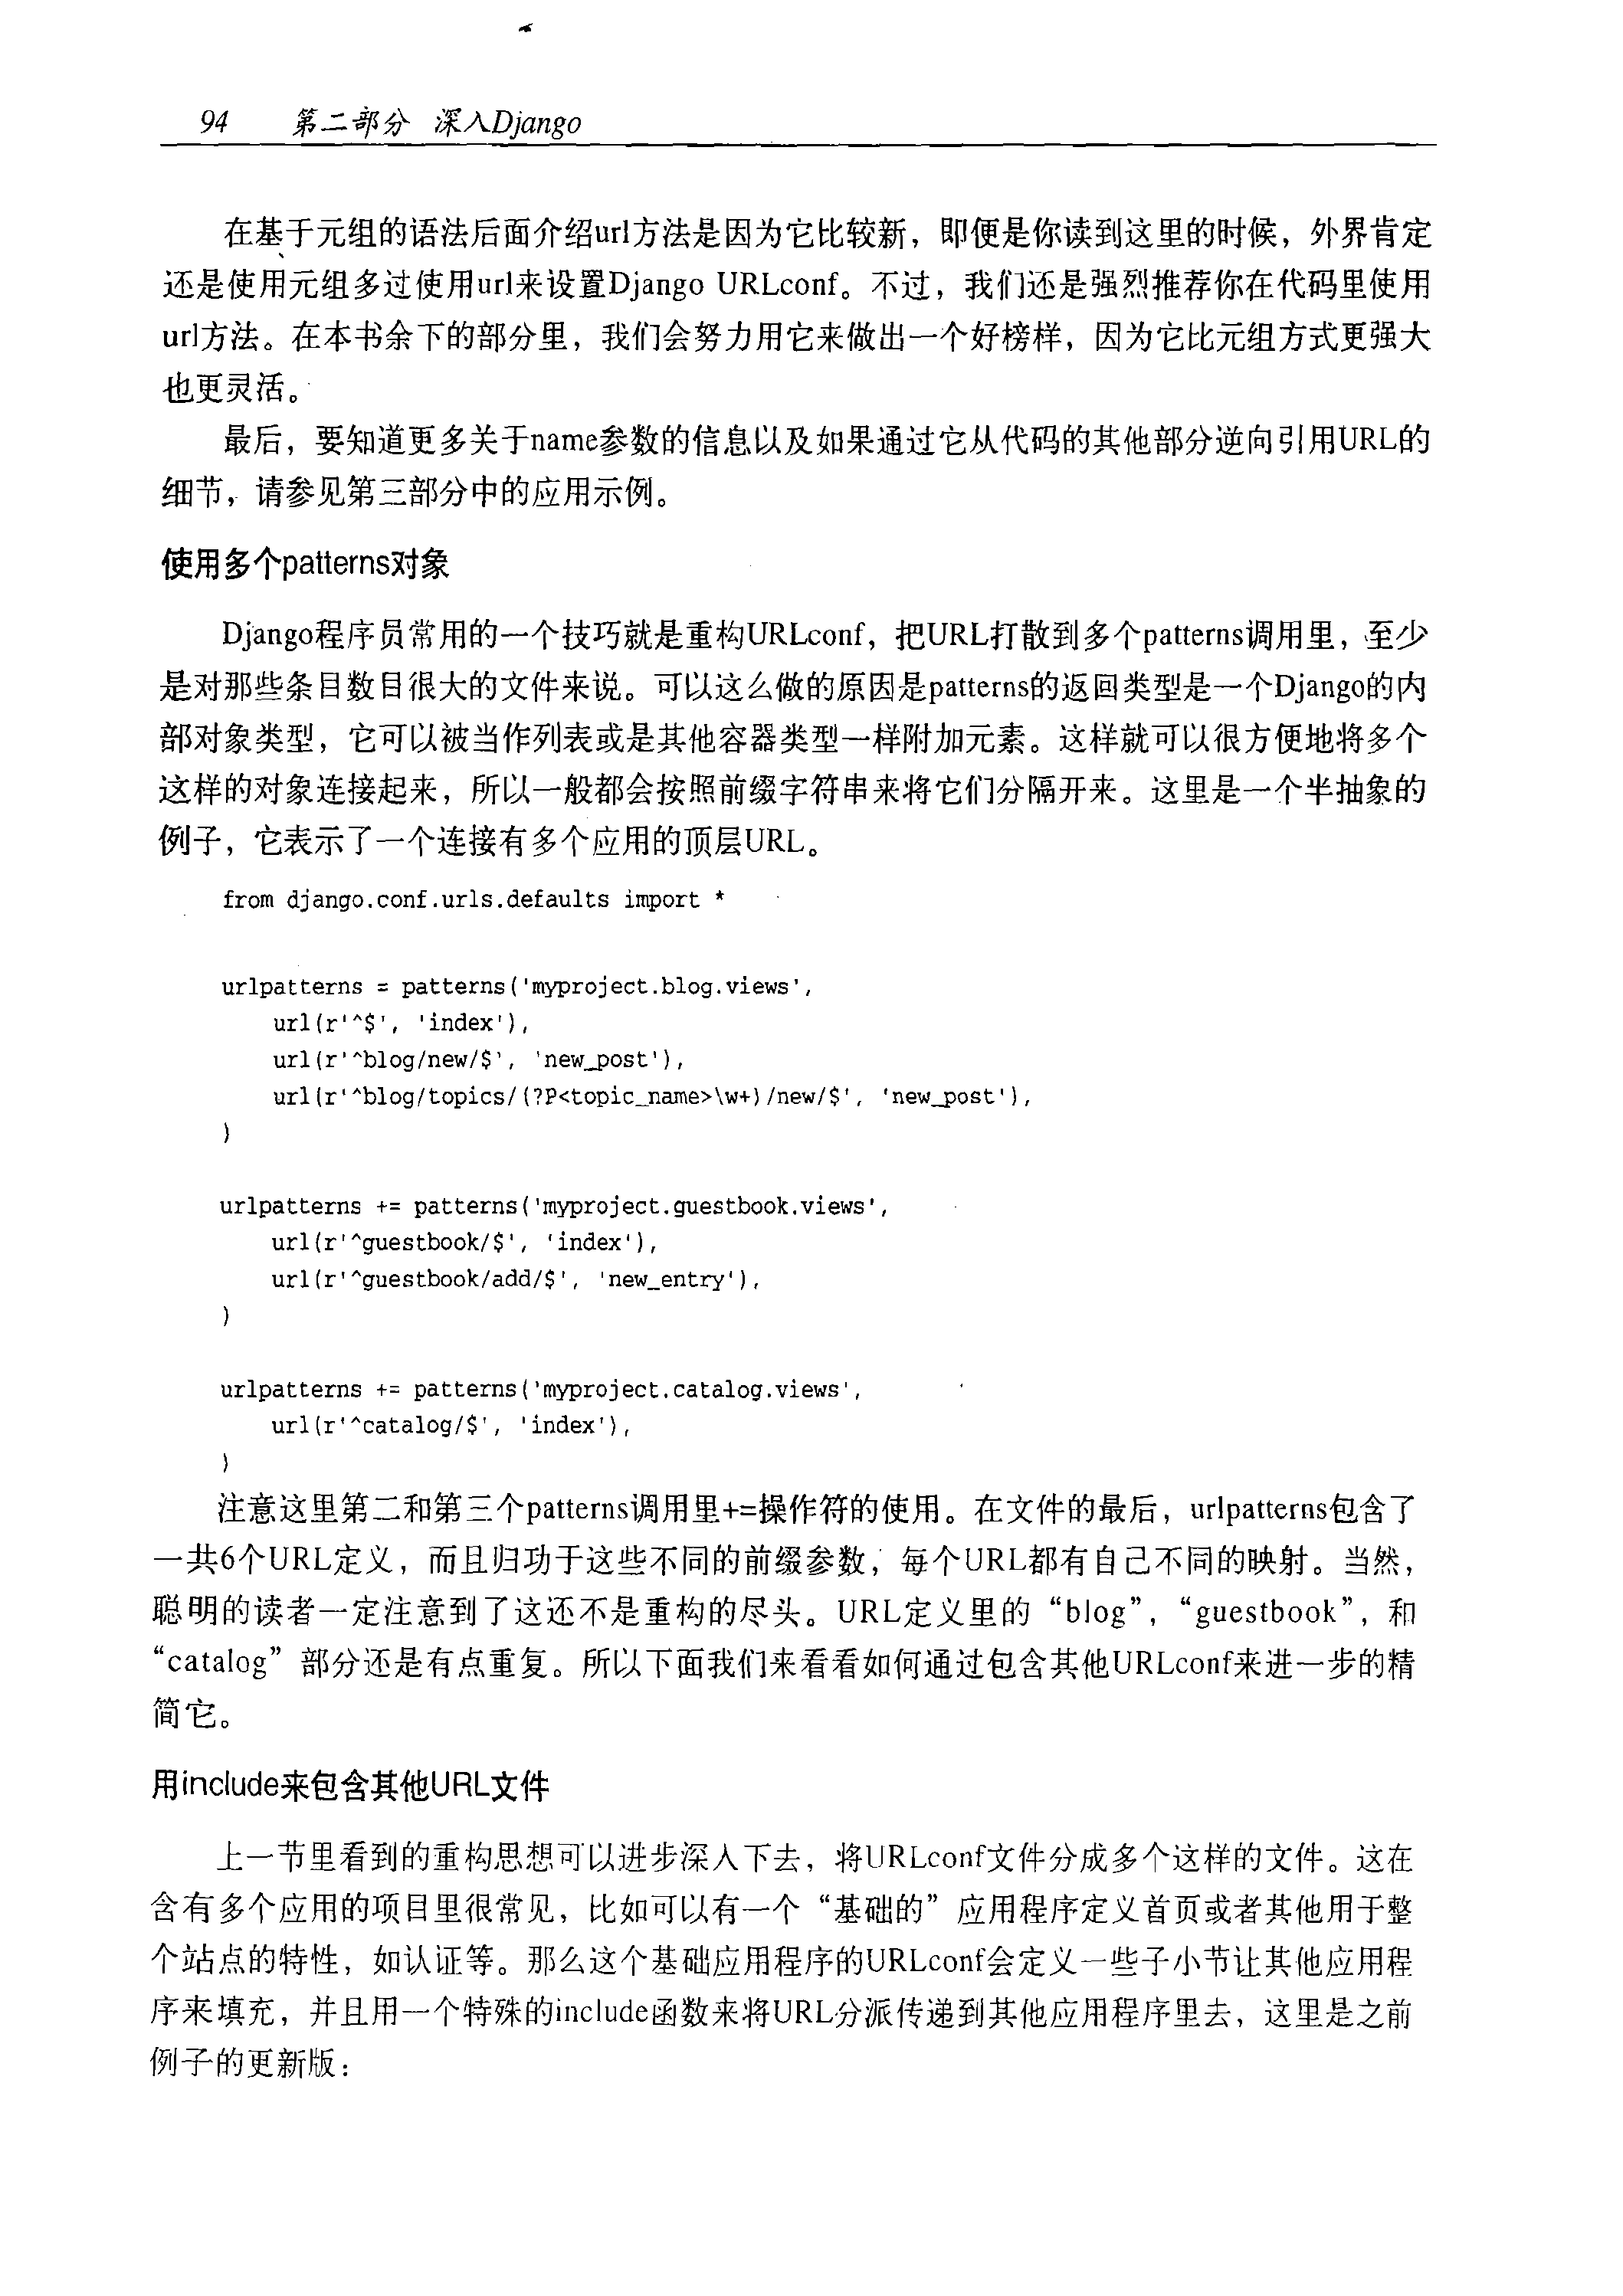 94 第二部分 深入Django
在基于元组的语法后面介绍url方法是因为它比较新，即便是你读到这里的时候，外界肯定
还是使用元组多过使用url来设置Django URLconf。不过，我们还是强烈推荐你在代码里使用
url方法。在本书余下的部分里，我们会努力用它来做出一个好榜样，因为它比元组方式更强大
也更灵活。
最后，要知道更多关于name参数的信息以及如果通过它从代码的其他部分逆向引用URL的
细节，请参见第三部分中的应用示例。
使用多个patterns对象
Django程序员常用的一个技巧就是重构URLconf，把URL打散到多个patterns调用里，至少
是对那些条目数目很大的文件来说。可以这么做的原因是patterns的返回类型是一个Django的内
部对象类型，它可以被当作列表或是其他容器类型一样附加元素。这样就可以很方便地将多个
这样的对象连接起来，所以一般都会按照前缀字符串来将它们分隔开来。这里是一个半抽象的
例子，它表示了一个连接有多个应用的顶层URL。
from django.conf.urls.defaults import *
urlpatterns = patterns('myproject.blog.views',
url(r'^$', 'index'),
url(r'^blog/new/$', 'new_post'),
url(r'^blog/topics/(?P<topic_name>\w+)/new/$', 'new_post'),
)
urlpatterns += patterns('myproject.guestbook.views',
url(r'^guestbook/$', 'index'),
url(r'^guestbook/add/$', 'new_entry'),
)
urlpatterns += patterns('myproject.catalog.views',
url(r'^catalog/$', 'index'),
)
注意这里第二和第三个patterns调用里+=操作符的使用。在文件的最后，urlpatterns包含了
一共6个URL定义，而且归功于这些不同的前缀参数，每个URL都有自己不同的映射。当然，
聪明的读者一定注意到了这还不是重构的尽头。URL定义里的“blog”，“guestbook”，和
“catalog”部分还是有点重复。所以下面我们来看看如何通过包含其他URLconf来进一步的精
简它。
用include来包含其他URL文件
上一节里看到的重构思想可以进步深入下去，将URLconf文件分成多个这样的文件。这在
含有多个应用的项目里很常见，比如可以有一个“基础的”应用程序定义首页或者其他用于整
个站点的特性，如认证等。那么这个基础应用程序的URLconf会定义一些子小节让其他应用程
序来填充，并且用一个特殊的include函数来将URL分派传递到其他应用程序里去，这里是之前
例子的更新版：